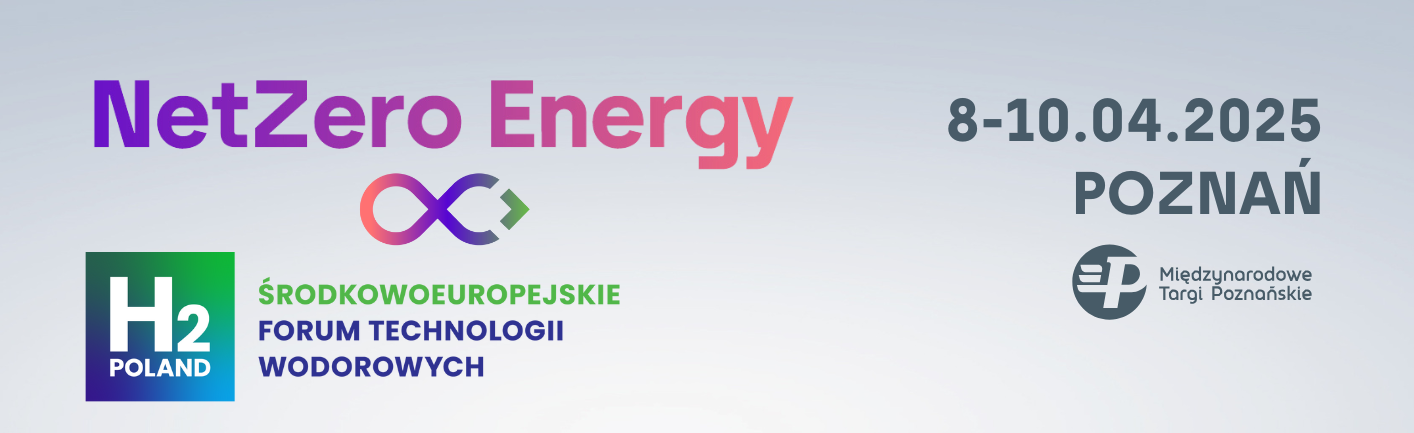 NetZero Energy
8-10.04.2025
POZNAŃ
H2
POLAND
ŚRODKOWOEUROPEJSKIE
FORUM TECHNOLOGII
WODOROWYCH
Międzynarodowe
Targi Poznańskie